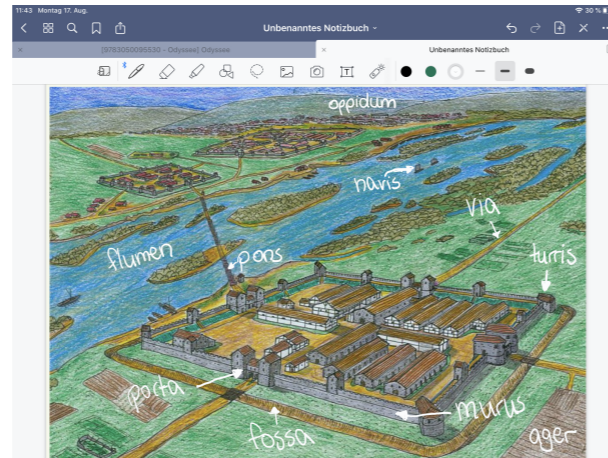 11:43 Montag 17. Aug.
30 %
Unbenanntes Notizbuch
[9783050095530 - Odyssee] Odyssee
Unbenanntes Notizbuch
oppidum
navis
via
flumen
pons
turris
porta
murus
fossa
ager